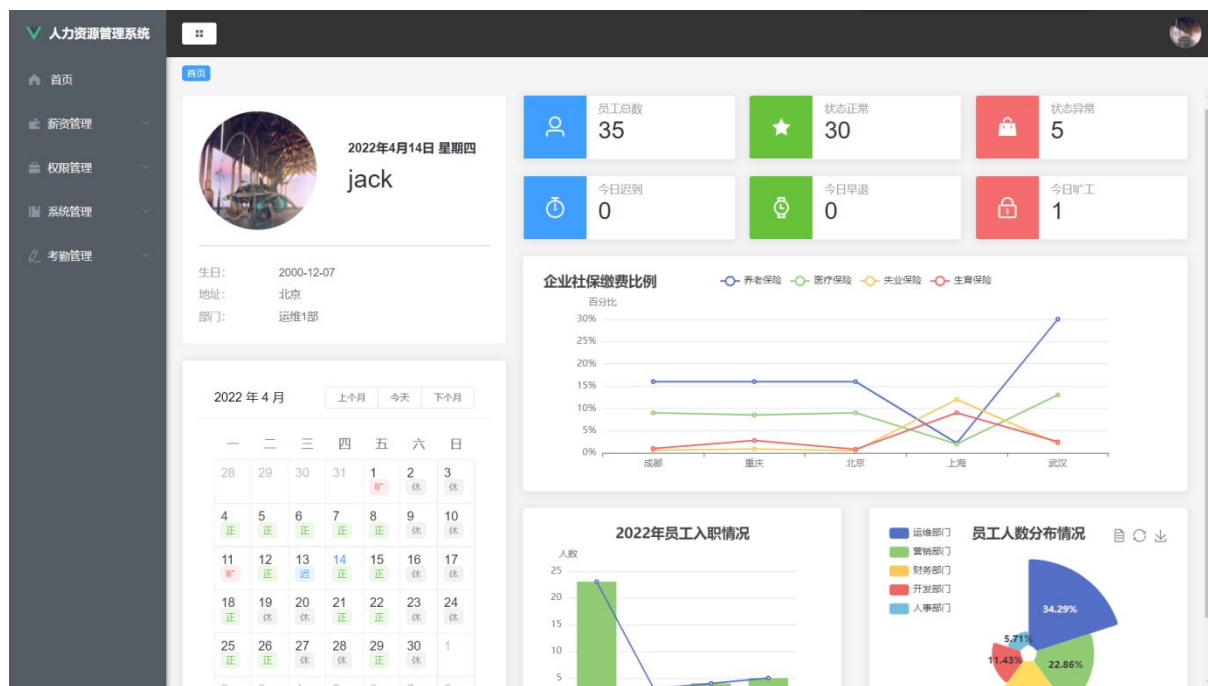 人力资源管理系统
首页
薪资管理
权限管理
系统管理
考勤管理
首页
2022年4月14日 星期四
jack
生日: 2000-12-07
地址: 北京
部门: 运维1部
员工总数
35
状态正常
30
状态异常
5
今日迟到
0
今日早退
0
今日旷工
1
2022 年 4 月 上个月 今天 下个月
一 二 三 四 五 六 日
28 29 30 31 1 2 3
旷 休 休
4 5 6 7 8 9 10
正 正 正 正 正 休 休
11 12 13 14 15 16 17
旷 正 迟 正 正 休 休
18 19 20 21 22 23 24
正 休 休 正 正 休 休
25 26 27 28 29 30 1
正 正 休 休 正 休
企业社保缴费比例 养老保险 医疗保险 失业保险 生育保险
百分比
30%
25%
20%
15%
10%
5%
0%
成都 重庆 北京 上海 武汉
2022年员工入职情况
人数
25
20
15
10
5
员工人数分布情况
运维部门
营销部门
财务部门
开发部门
人事部门
34.29%
5.71%
11.43%
22.86%